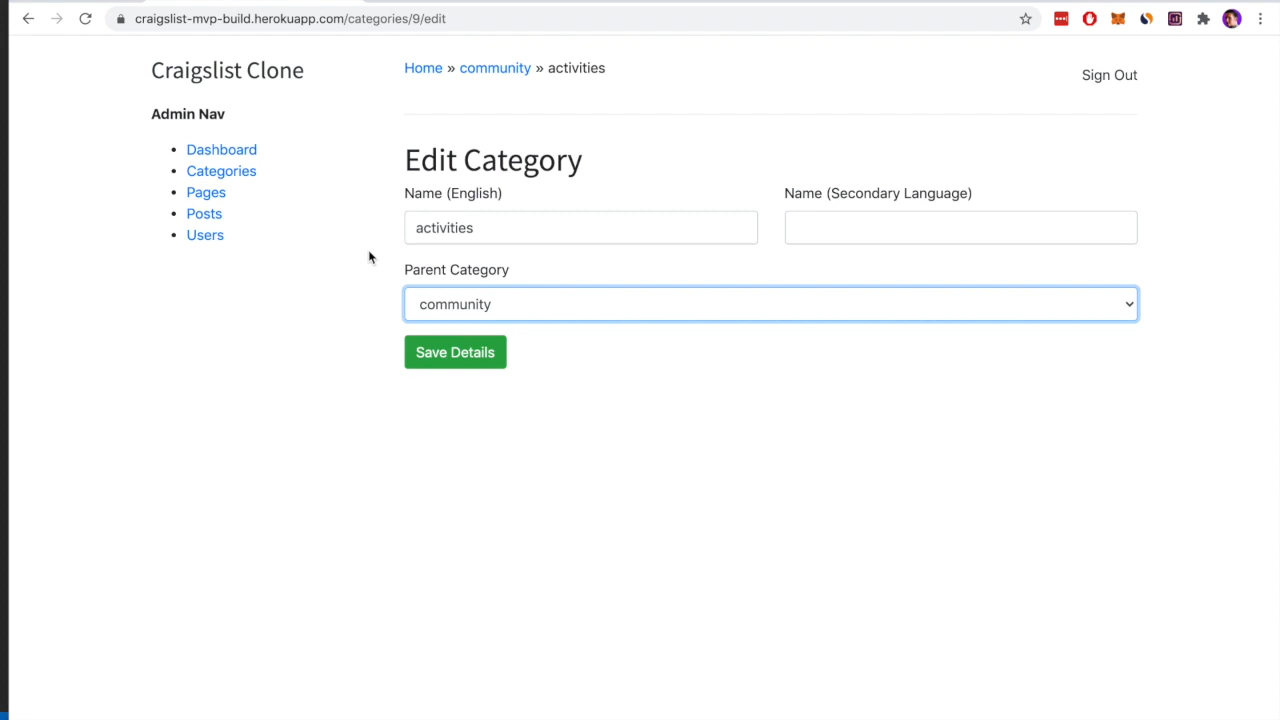 craigslist-mvp-build.herokuapp.com/categories/9/edit
Craigslist Clone
Home » community » activities
Sign Out
Admin Nav
• Dashboard
• Categories
• Pages
• Posts
• Users
Edit Category
Name (English)
Name (Secondary Language)
activities
Parent Category
community
Save Details